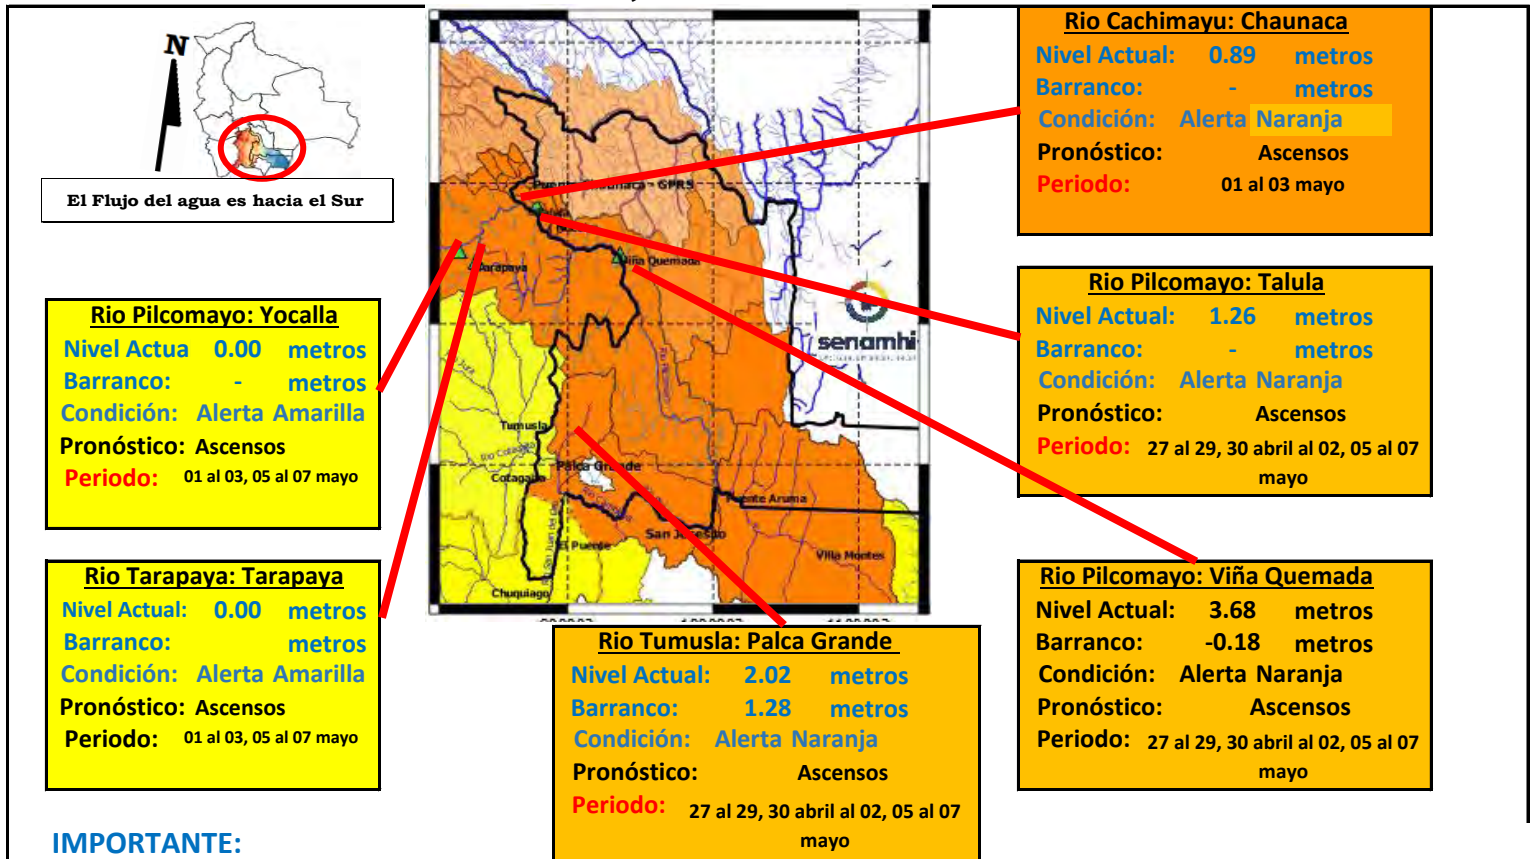 N
El Flujo del agua es hacia el Sur
Rio Pilcomayo: Yocalla
Nivel Actua 0.00 metros
Barranco: - metros
Condición: Alerta Amarilla
Pronóstico: Ascensos
Periodo: 01 al 03, 05 al 07 mayo
Rio Tarapaya: Tarapaya
Nivel Actual: 0.00 metros
Barranco: metros
Condición: Alerta Amarilla
Pronóstico: Ascensos
Periodo: 01 al 03, 05 al 07 mayo
IMPORTANTE:
GPRS
Tarapaya
Viña Quemada
senamhi
Tumusla
Rio Cotagaita
Palca Grande
Cotagaita
Puente Aruma
San Josesito
El Puente
Villa Montes
Chuquiago
Rio Tumusla: Palca Grande
Nivel Actual: 2.02 metros
Barranco: 1.28 metros
Condición: Alerta Naranja
Pronóstico: Ascensos
Periodo: 27 al 29, 30 abril al 02, 05 al 07
mayo
Rio Cachimayu: Chaunaca
Nivel Actual: 0.89 metros
Barranco: - metros
Condición: Alerta Naranja
Pronóstico: Ascensos
Periodo: 01 al 03 mayo
Rio Pilcomayo: Talula
Nivel Actual: 1.26 metros
Barranco: - metros
Condición: Alerta Naranja
Pronóstico: Ascensos
Periodo: 27 al 29, 30 abril al 02, 05 al 07
mayo
Rio Pilcomayo: Viña Quemada
Nivel Actual: 3.68 metros
Barranco: -0.18 metros
Condición: Alerta Naranja
Pronóstico: Ascensos
Periodo: 27 al 29, 30 abril al 02, 05 al 07
mayo